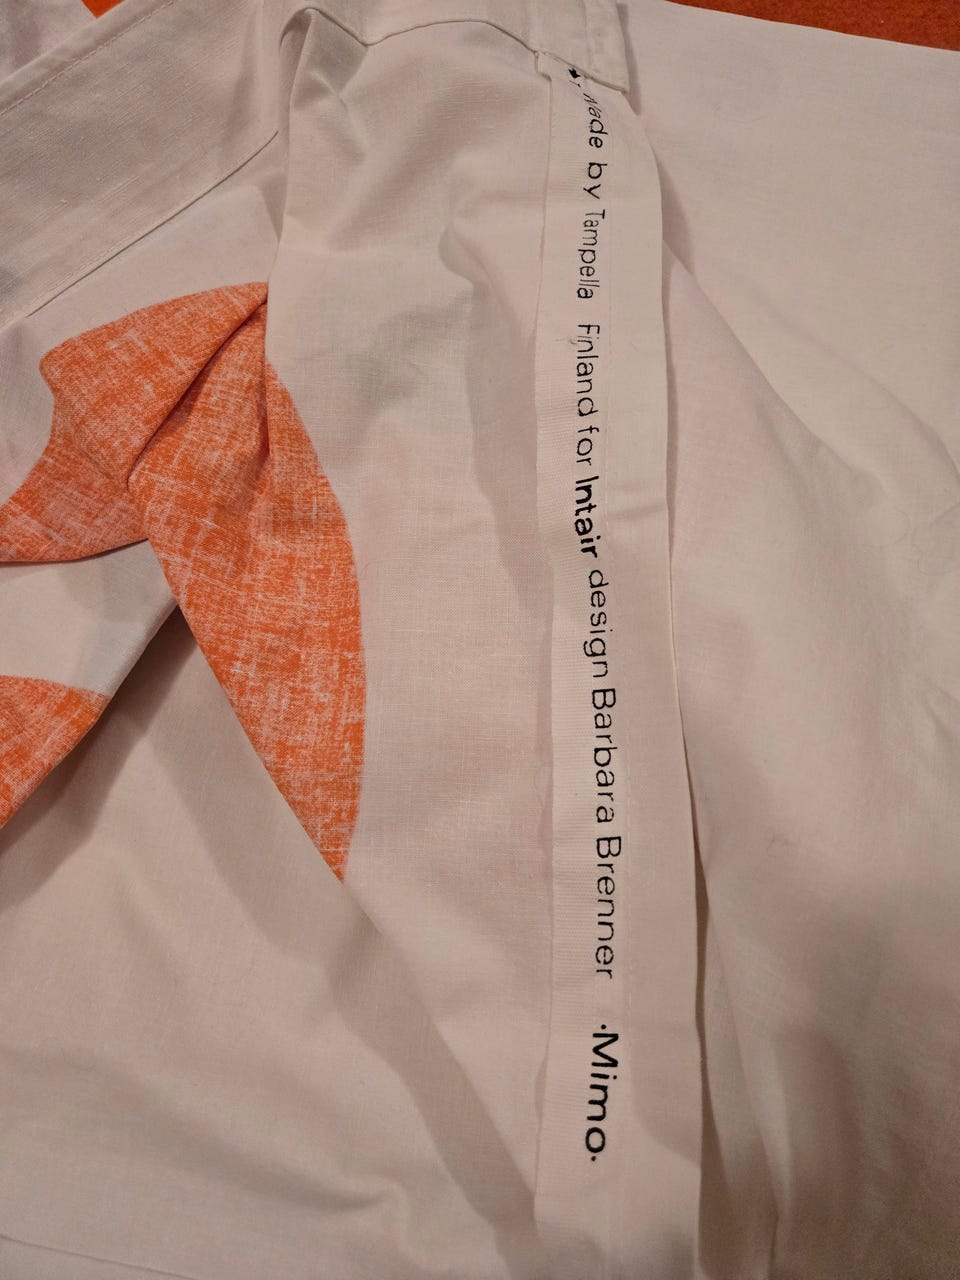 Made by Tampella Finland for Intair design Barbara Brenner ·Mimo·